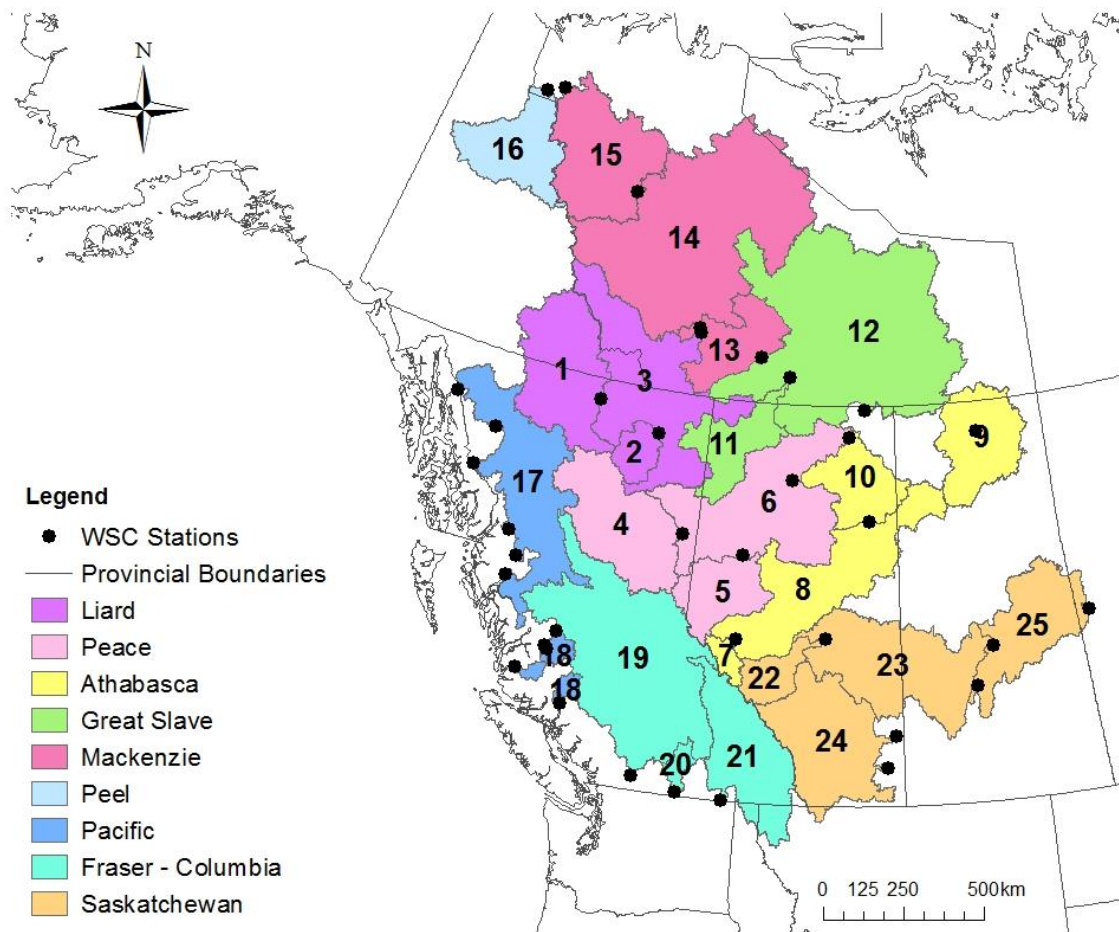 N
16
15
14
12
13
1
3
11
9
2
10
17
6
4
5
8
25
7
18
19
22
23
18
24
20
21
Legend
WSC Stations
Provincial Boundaries
Liard
Peace
Athabasca
Great Slave
Mackenzie
Peel
Pacific
Fraser - Columbia
Saskatchewan
0 125 250 500km